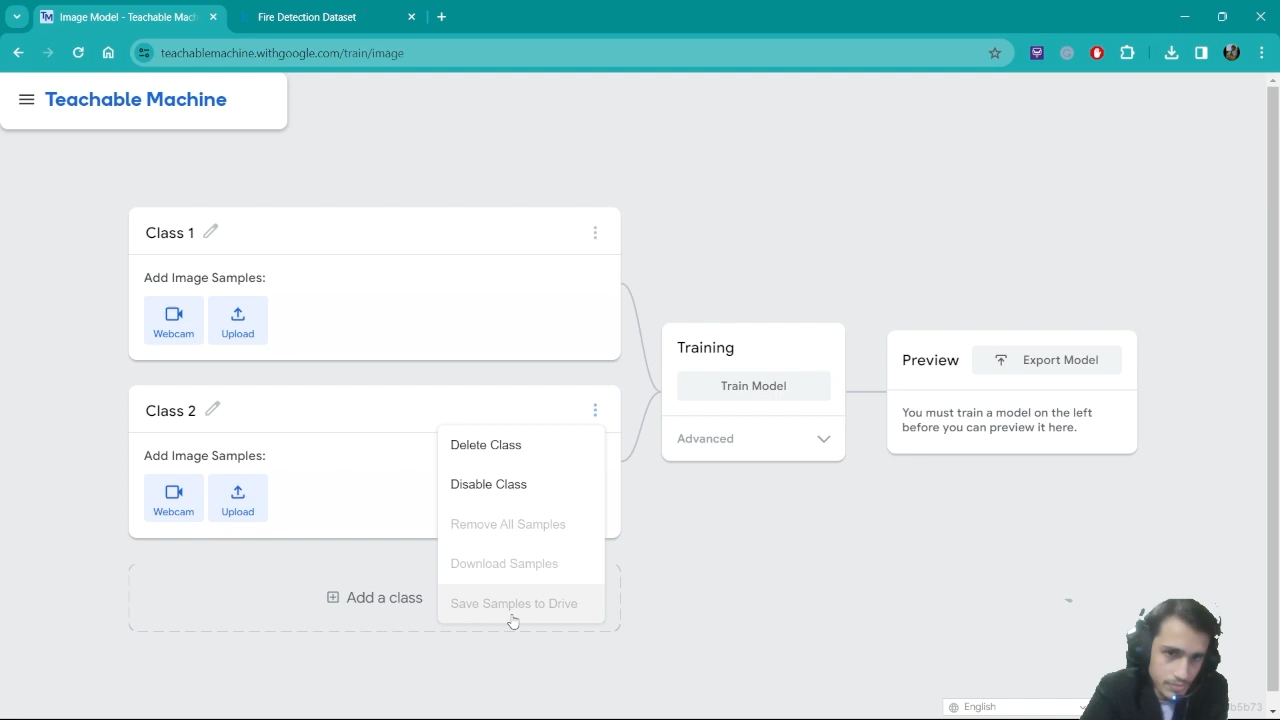 Image Model - Teachable Mach
Fire Detection Dataset
teachablemachine.withgoogle.com/train/image
Teachable Machine
Class 1
Add Image Samples:
Webcam
Upload
Class 2
Add Image Samples:
Webcam
Upload
Delete Class
Disable Class
Remove All Samples
Download Samples
Save Samples to Drive
Add a class
Training
Train Model
Advanced
Preview
Export Model
You must train a model on the left
before you can preview it here.
English
b5b73